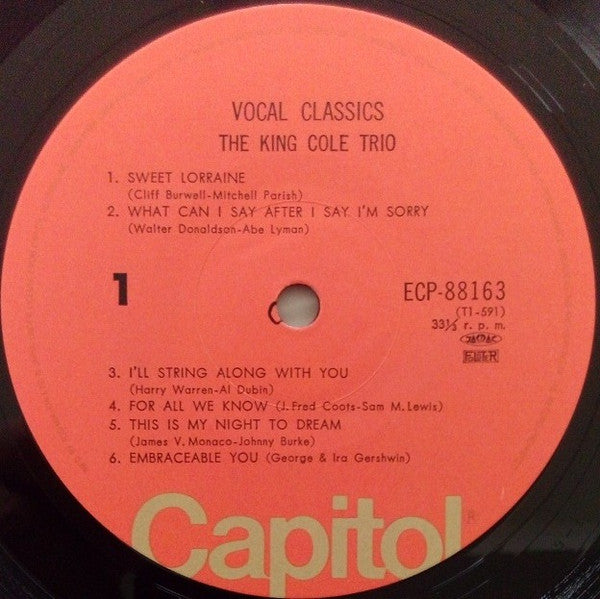 VOCAL CLASSICS
THE KING COLE TRIO
1. SWEET LORRAINE
(Cliff Burwell-Mitchell Parish)
2. WHAT CAN I SAY AFTER I SAY I'M SORRY
(Walter Donaldson-Abe Lyman)
1
ECP-88163
(T1-591)
33⅓ r. p. m.
3. I'LL STRING ALONG WITH YOU
(Harry Warren-Al Dubin)
4. FOR ALL WE KNOW (J. Fred Coots-Sam M. Lewis)
5. THIS IS MY NIGHT TO DREAM
(James V. Monaco-Johnny Burke)
6. EMBRACEABLE YOU (George & Ira Gershwin)
Capitol
®